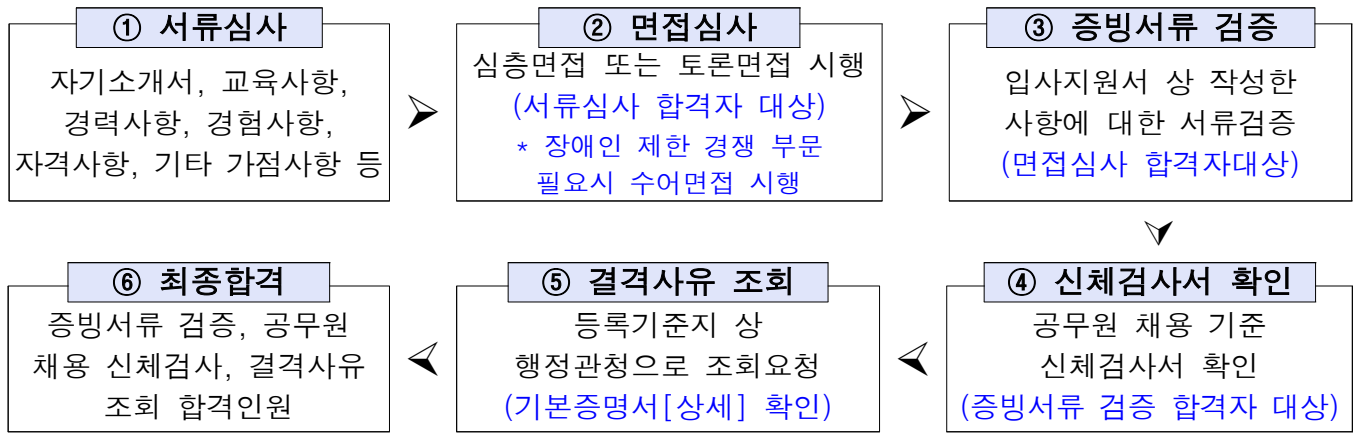 ① 서류심사
자기소개서, 교육사항,
경력사항, 경험사항,
자격사항, 기타 가점사항 등
② 면접심사
심층면접 또는 토론면접 시행
(서류심사 합격자 대상)
* 장애인 제한 경쟁 부문
필요시 수어면접 시행
③ 증빙서류 검증
입사지원서 상 작성한
사항에 대한 서류검증
(면접심사 합격자대상)
④ 신체검사서 확인
공무원 채용 기준
신체검사서 확인
(증빙서류 검증 합격자 대상)
⑤ 결격사유 조회
등록기준지 상
행정관청으로 조회요청
(기본증명서[상세] 확인)
⑥ 최종합격
증빙서류 검증, 공무원
채용 신체검사, 결격사유
조회 합격인원